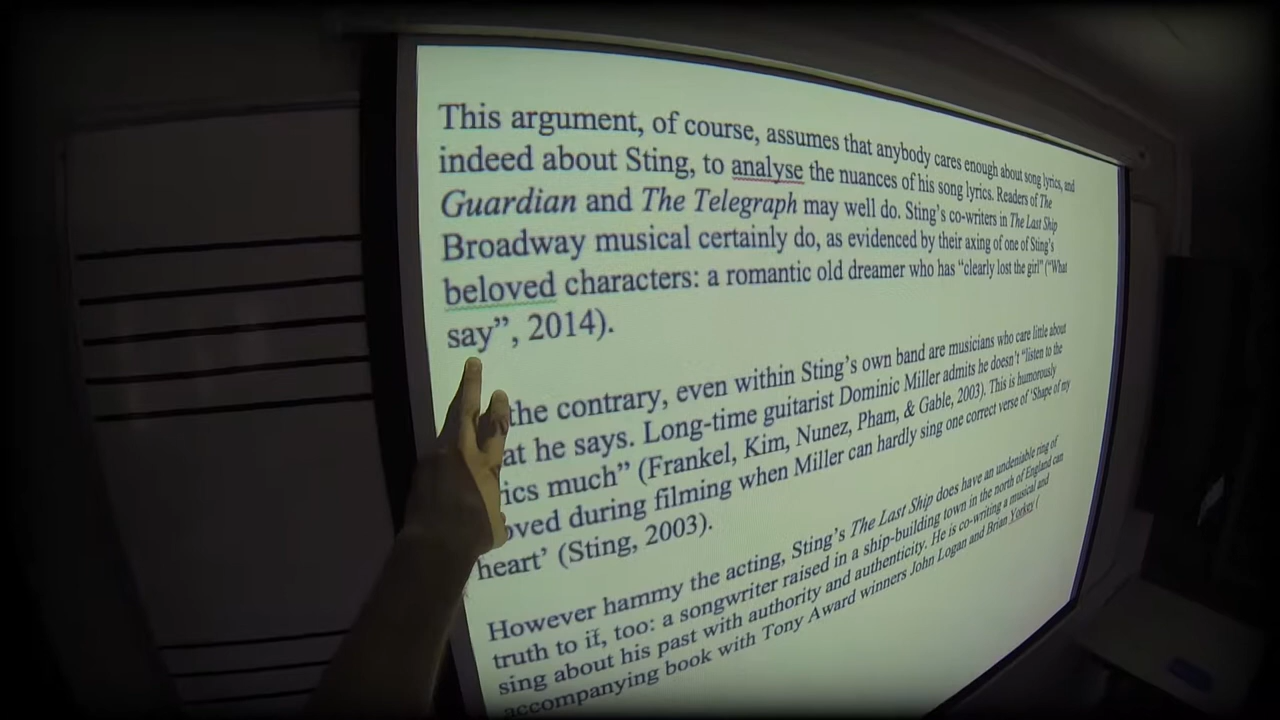 This argument, of course, assumes that anybody cares enough about song lyrics, and
indeed about Sting, to analyse the nuances of his song lyrics. Readers of The
Guardian and The Telegraph may well do. Sting's co-writers in The Last Ship
Broadway musical certainly do, as evidenced by their axing of one of Sting's
beloved characters: a romantic old dreamer who has "clearly lost the girl" ("What
say", 2014).
the contrary, even within Sting's own band are musicians who care little about
at he says. Long-time guitarist Dominic Miller admits he doesn't "listen to the
ics much" (Frankel, Kim, Nunez, Pham, & Gable, 2003). This is humorously
oved during filming when Miller can hardly sing one correct verse of 'Shape of my
heart' (Sting, 2003).
However hammy the acting, Sting's The Last Ship does have an undeniable ring of
truth to it, too: a songwriter raised in a ship-building town in the north of England can
sing about his past with authority and authenticity. He is co-writing a musical and
accompanying book with Tony Award winners John Logan and Brian Yorkey (